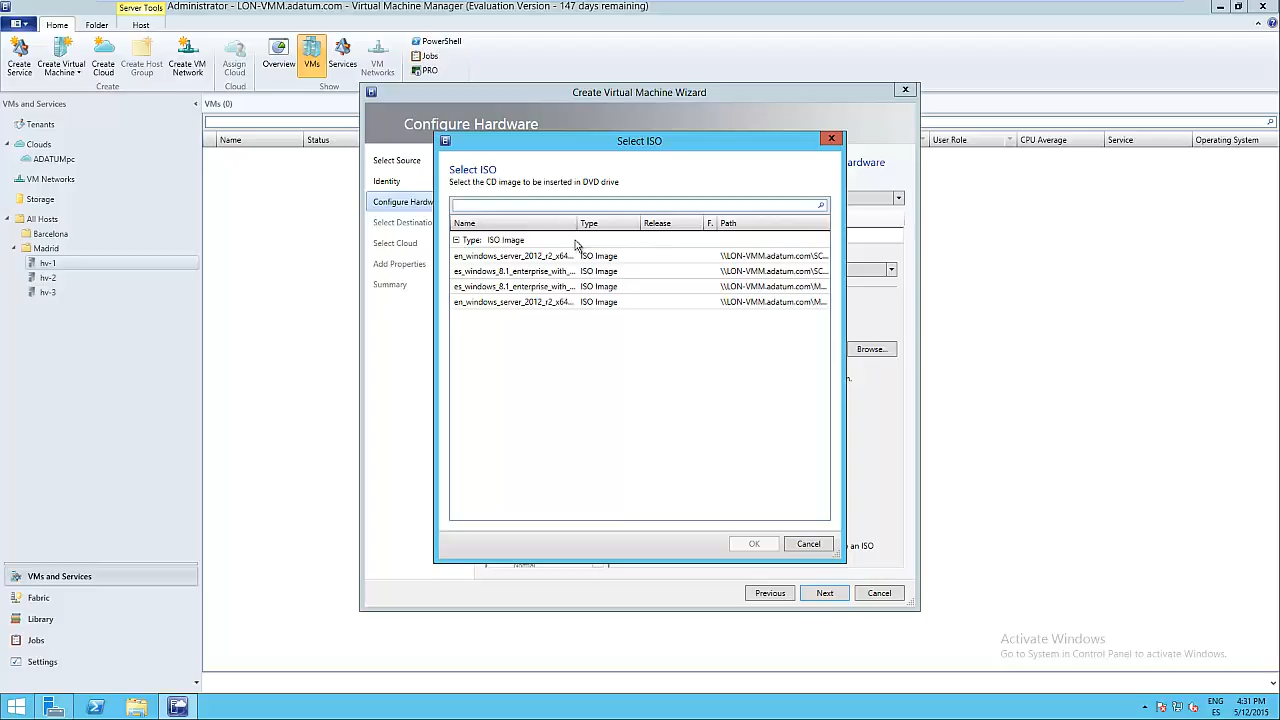 Server Tools
Administrator - LON-VMM.adatum.com - Virtual Machine Manager (Evaluation Version - 147 days remaining)
Home
Folder
Host
Create Service
Create Virtual Machine
Create Cloud
Create Host Group
Create VM Network
Assign Cloud
Overview
VMs
Services
VM Networks
PowerShell
Jobs
PRO
Create
Cloud
Show
VMs and Services
VMs (0)
Tenants
Clouds
ADATUMpc
VM Networks
Storage
All Hosts
Barcelona
Madrid
hv-1
hv-2
hv-3
Name
Status
User Role
CPU Average
Service
Operating System
Create Virtual Machine Wizard
Configure Hardware
Select Source
Identity
Configure Hardw
Select Destinatio
Select Cloud
Add Properties
Summary
ardware
Browse...
n.
o an ISO
Normal
Previous
Next
Cancel
Select ISO
Select ISO
Select the CD image to be inserted in DVD drive
Name Type Release F. Path
Type: ISO Image
en_windows_server_2012_r2_x64... ISO Image \\LON-VMM.adatum.com\SC...
es_windows_8.1_enterprise_with_... ISO Image \\LON-VMM.adatum.com\SC...
es_windows_8.1_enterprise_with_... ISO Image \\LON-VMM.adatum.com\M...
en_windows_server_2012_r2_x64... ISO Image \\LON-VMM.adatum.com\M...
OK
Cancel
VMs and Services
Fabric
Library
Jobs
Settings
Activate Windows
Go to System in Control Panel to activate Windows.
ENG
ES
4:31 PM
5/12/2015